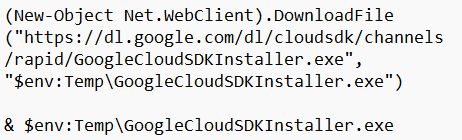 (New-Object Net.WebClient).DownloadFile
("https://dl.google.com/dl/cloudsdk/channels
/rapid/GoogleCloudSDKInstaller.exe",
"$env:Temp\GoogleCloudSDKInstaller.exe")
& $env:Temp\GoogleCloudSDKInstaller.exe